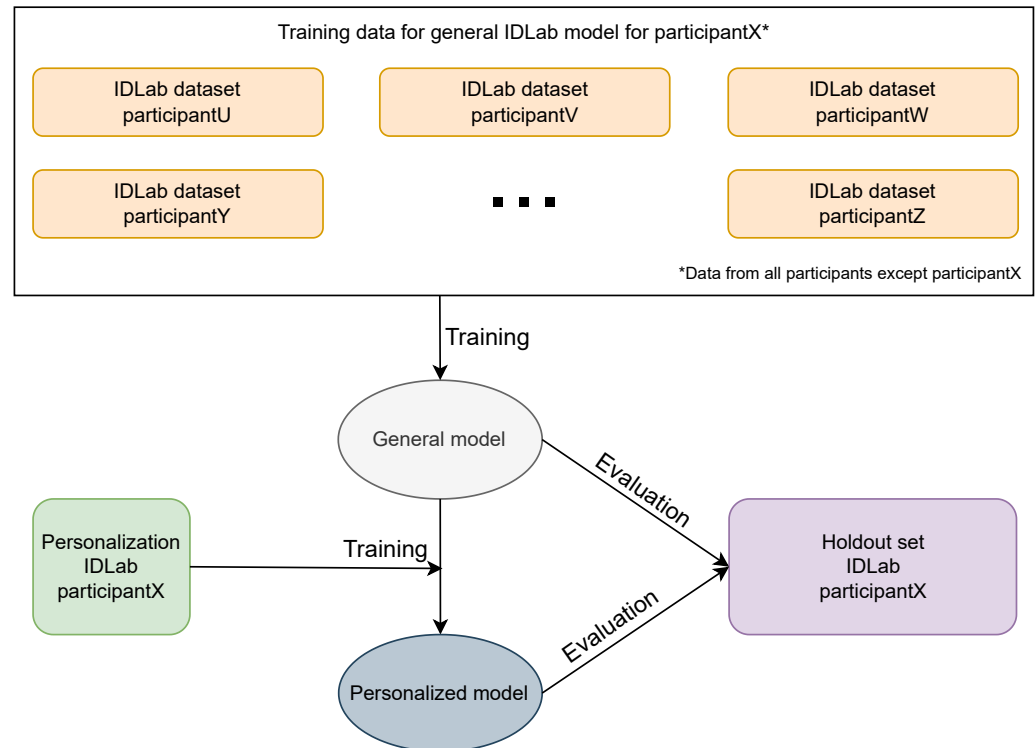 Training data for general IDLab model for participantX*
IDLab dataset
participantU
IDLab dataset
participantV
IDLab dataset
participantW
IDLab dataset
participantY
IDLab dataset
participantZ
*Data from all participants except participantX
Training
General model
Evaluation
Personalization
IDLab
participantX
Training
Holdout set
IDLab
participantX
Evaluation
Personalized model